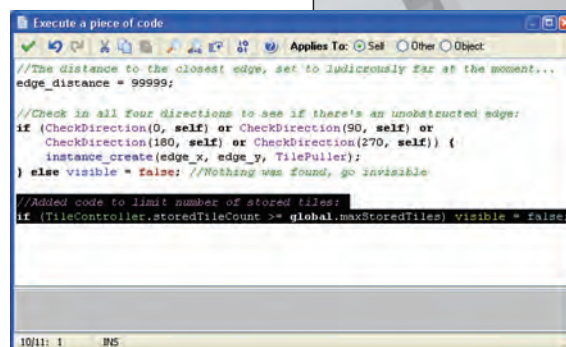 Execute a piece of code
Applies To: Self Other Object:
//The distance to the closest edge, set to ludicrously far at the moment...
edge_distance = 99999;
//Check in all four directions to see if there's an unobstructed edge:
if (CheckDirection(0, self) or CheckDirection(90, self) or
CheckDirection(180, self) or CheckDirection(270, self)) {
instance_create(edge_x, edge_y, TilePuller);
} else visible = false; //Nothing was found, go invisible
//Added code to limit number of stored tiles:
if (TileController.storedTileCount >= global.maxStoredTiles) visible = false;
10/11: 1 INS